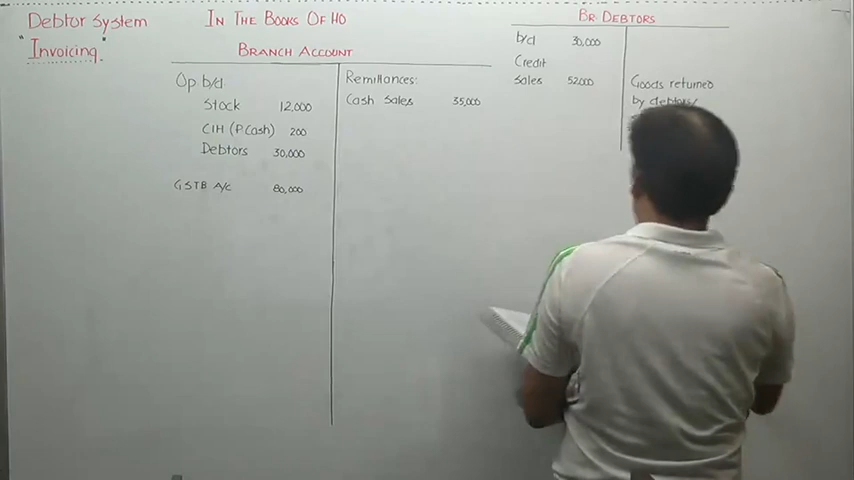 Debtor System
"Invoicing"
IN THE BOOKS OF HO
BRANCH ACCOUNT
Op b/d
Stock 12,000
CIH (P.Cash) 200
Debtors 30,000
GSTB A/c 80,000
Remittances:
Cash Sales 35,000
BR DEBTORS
b/d 30,000
Credit
Sales 52,000
Goods returned
by debtors/